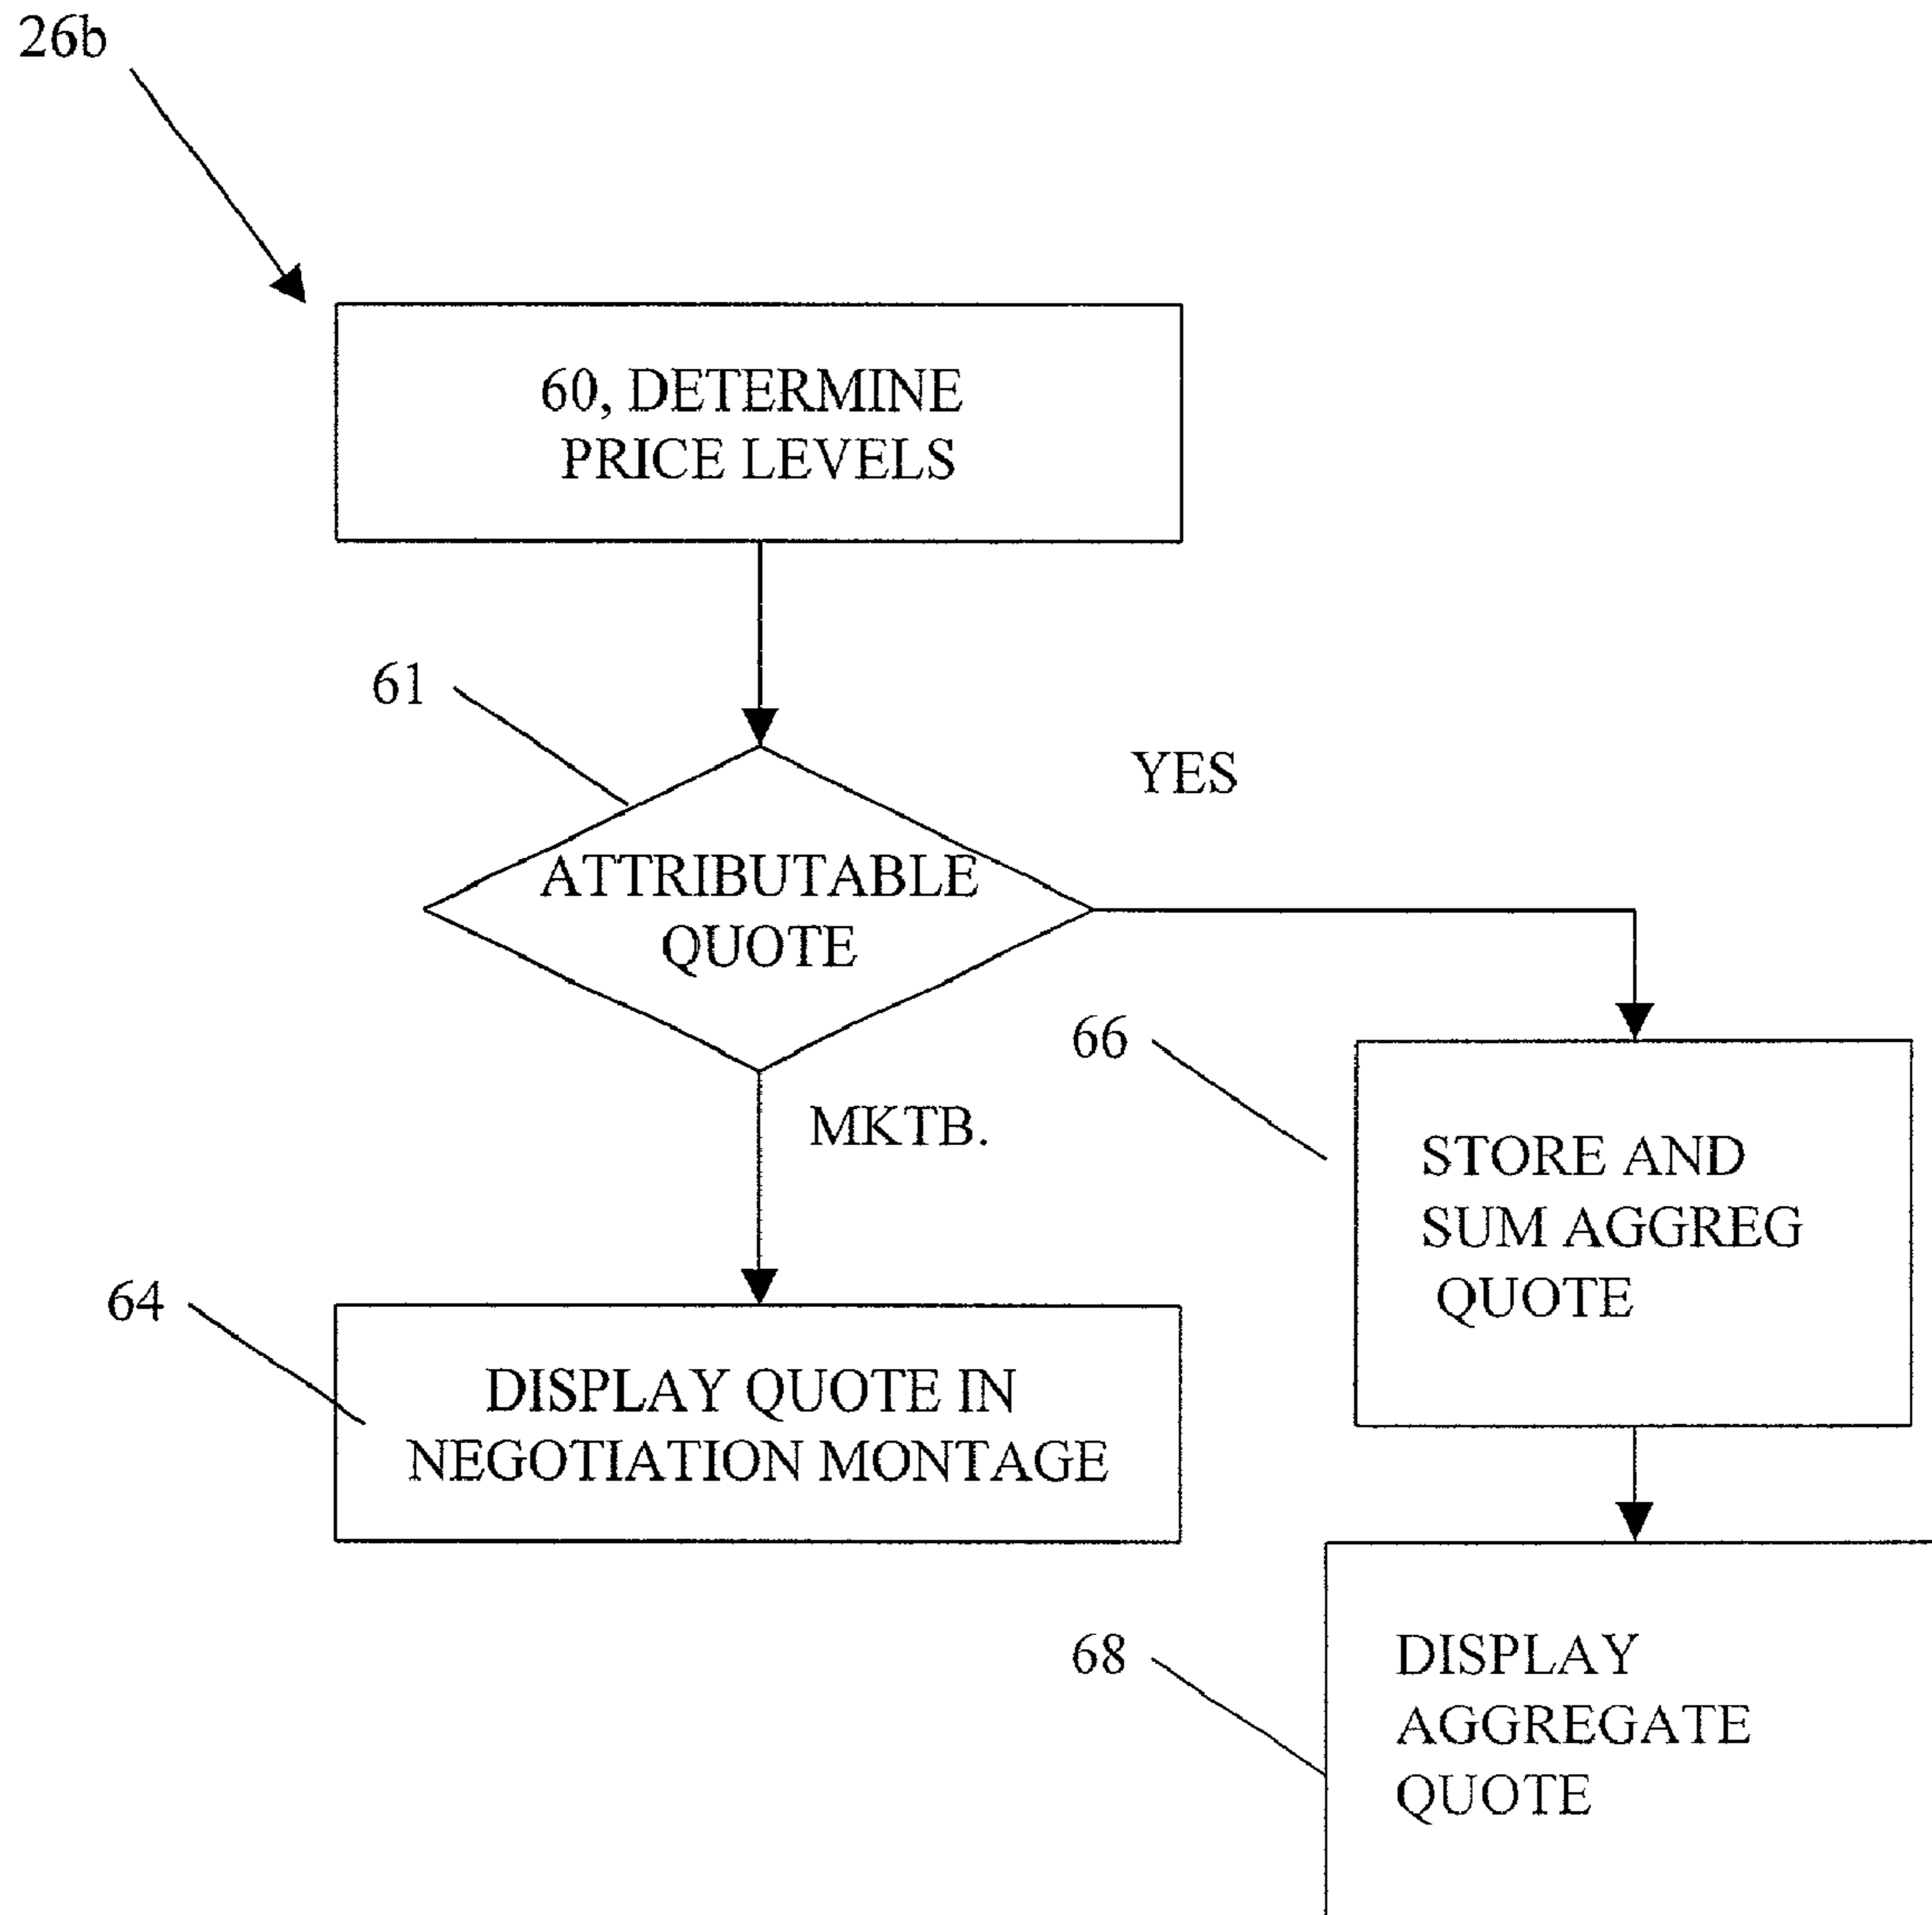 26b
60, DETERMINE
PRICE LEVELS
61
YES
ATTRIBUTABLE
QUOTE
66
MKTB.
STORE AND
SUM AGGREG
QUOTE
64
DISPLAY QUOTE IN
NEGOTIATION MONTAGE
68
DISPLAY
AGGREGATE
QUOTE